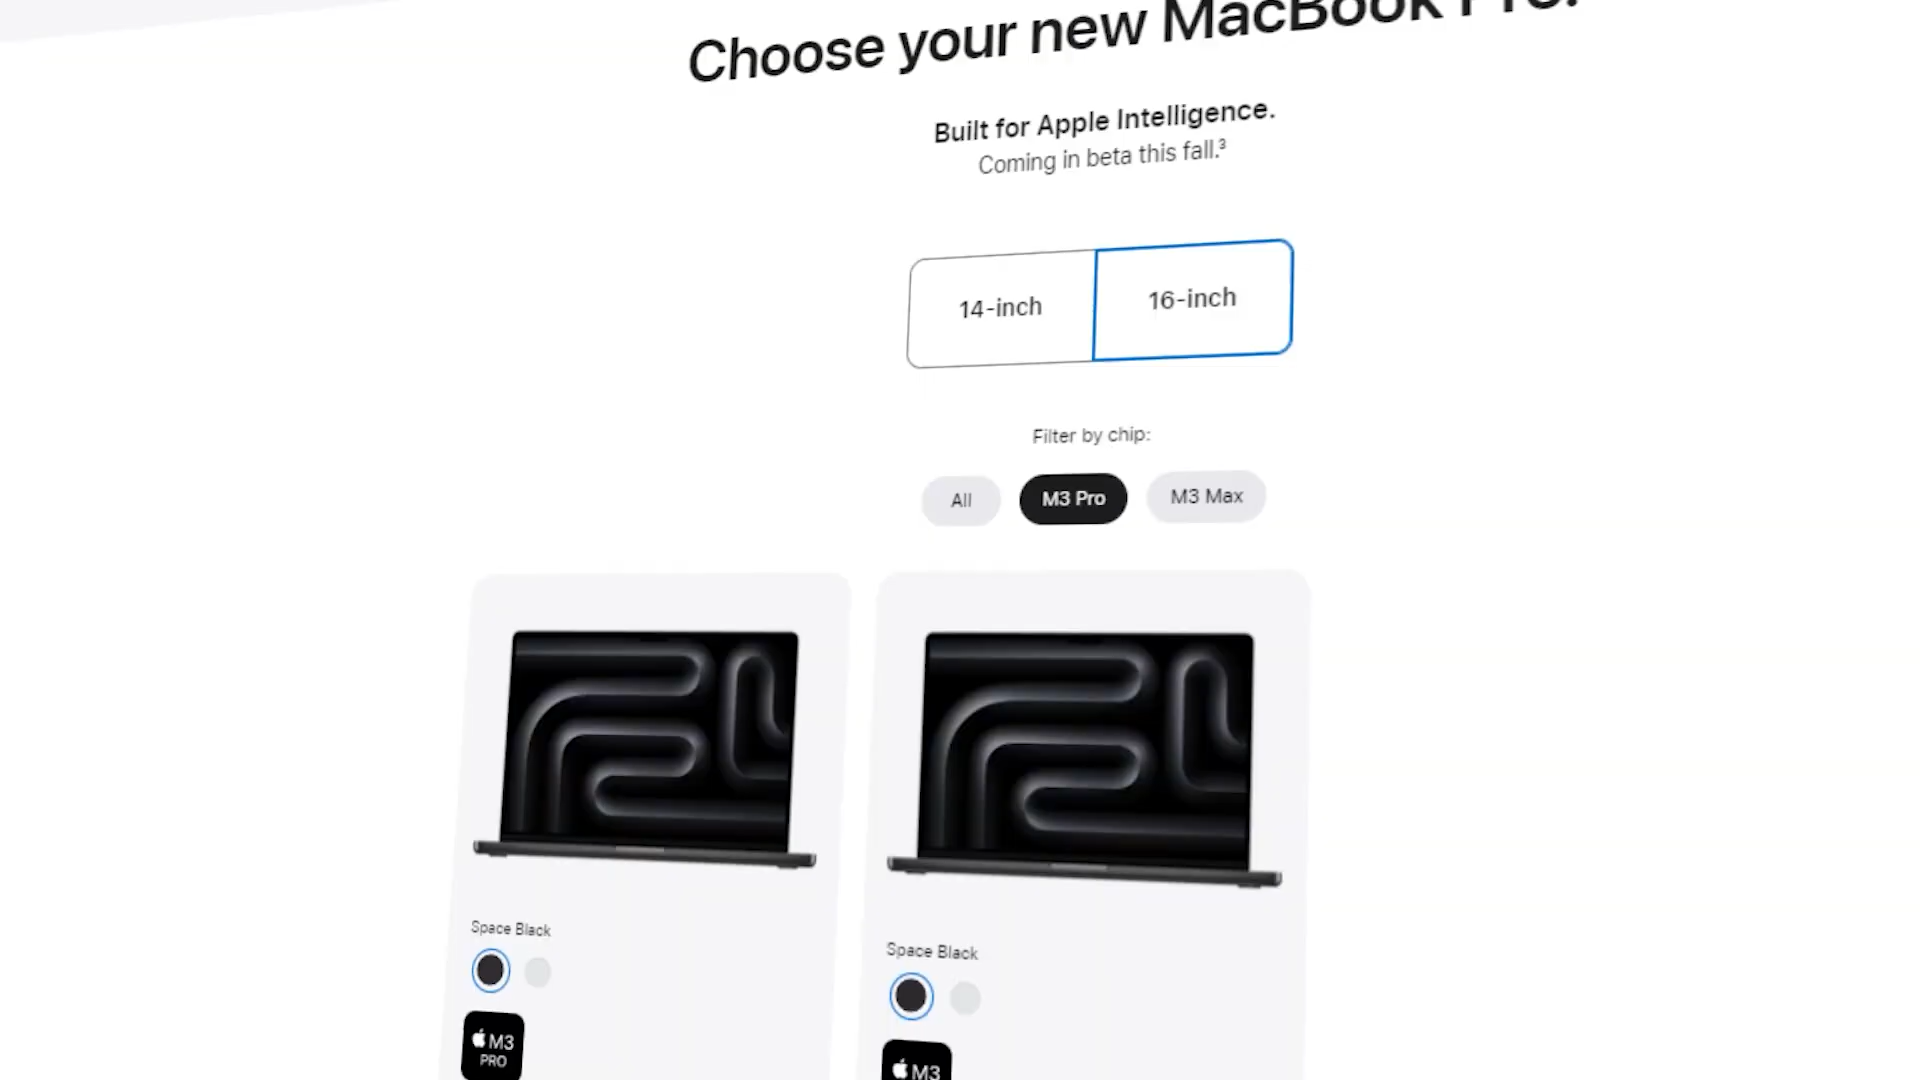 Choose your new MacBook Pro.
Built for Apple Intelligence.
Coming in beta this fall.³
14-inch
16-inch
Filter by chip:
All
M3 Pro
M3 Max
Space Black
Space Black
M3
PRO
M3